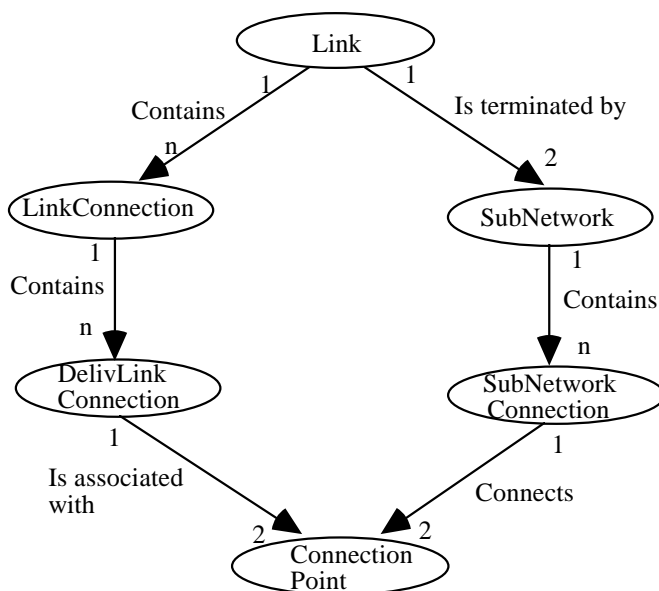 Link
1
1
Contains
Is terminated by
n
2
LinkConnection
SubNetwork
1
1
Contains
Contains
n
n
DelivLink
Connection
SubNetwork
Connection
1
1
Is associated
with
Connects
2
2
Connection
Point